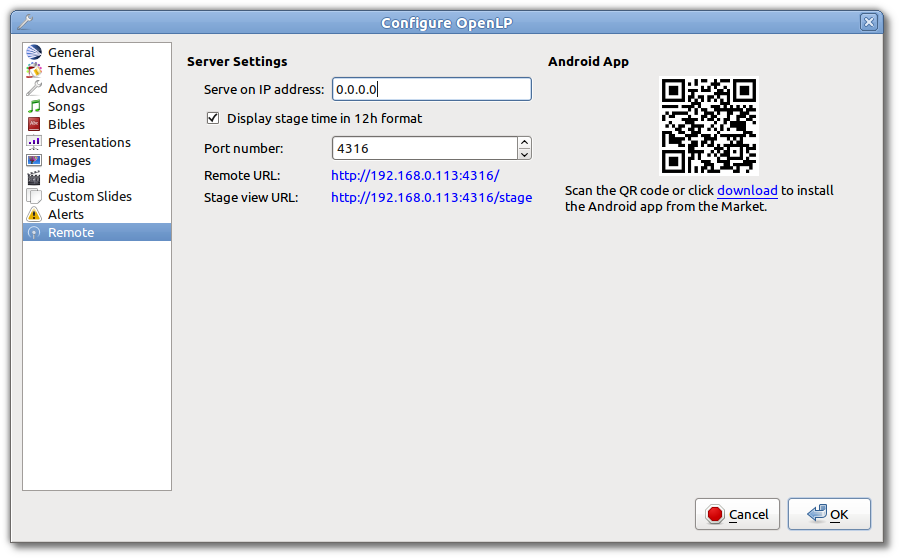 Configure OpenLP
General
Themes
Advanced
Songs
Bibles
Presentations
Images
Media
Custom Slides
Alerts
Remote
Server Settings
Serve on IP address: 0.0.0.0
Display stage time in 12h format
Port number: 4316
Remote URL: http://192.168.0.113:4316/
Stage view URL: http://192.168.0.113:4316/stage
Android App
Scan the QR code or click download to install
the Android app from the Market.
Cancel
OK